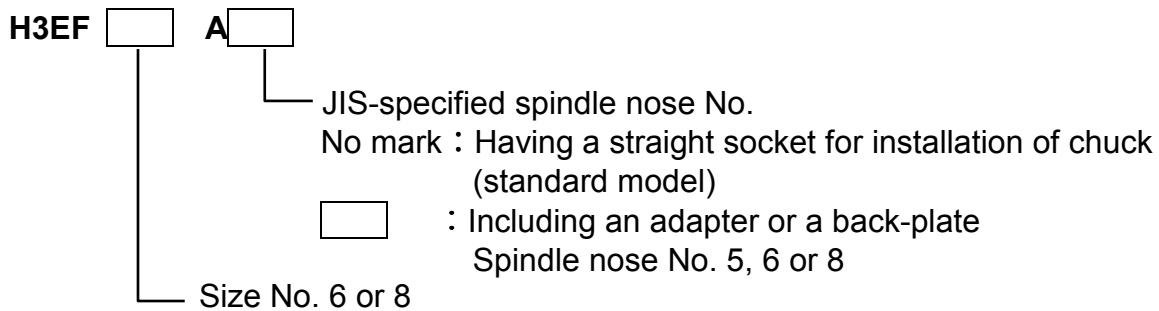 H3EF A
JIS-specified spindle nose No.
No mark：Having a straight socket for installation of chuck
(standard model)
：Including an adapter or a back-plate
Spindle nose No. 5, 6 or 8
Size No. 6 or 8